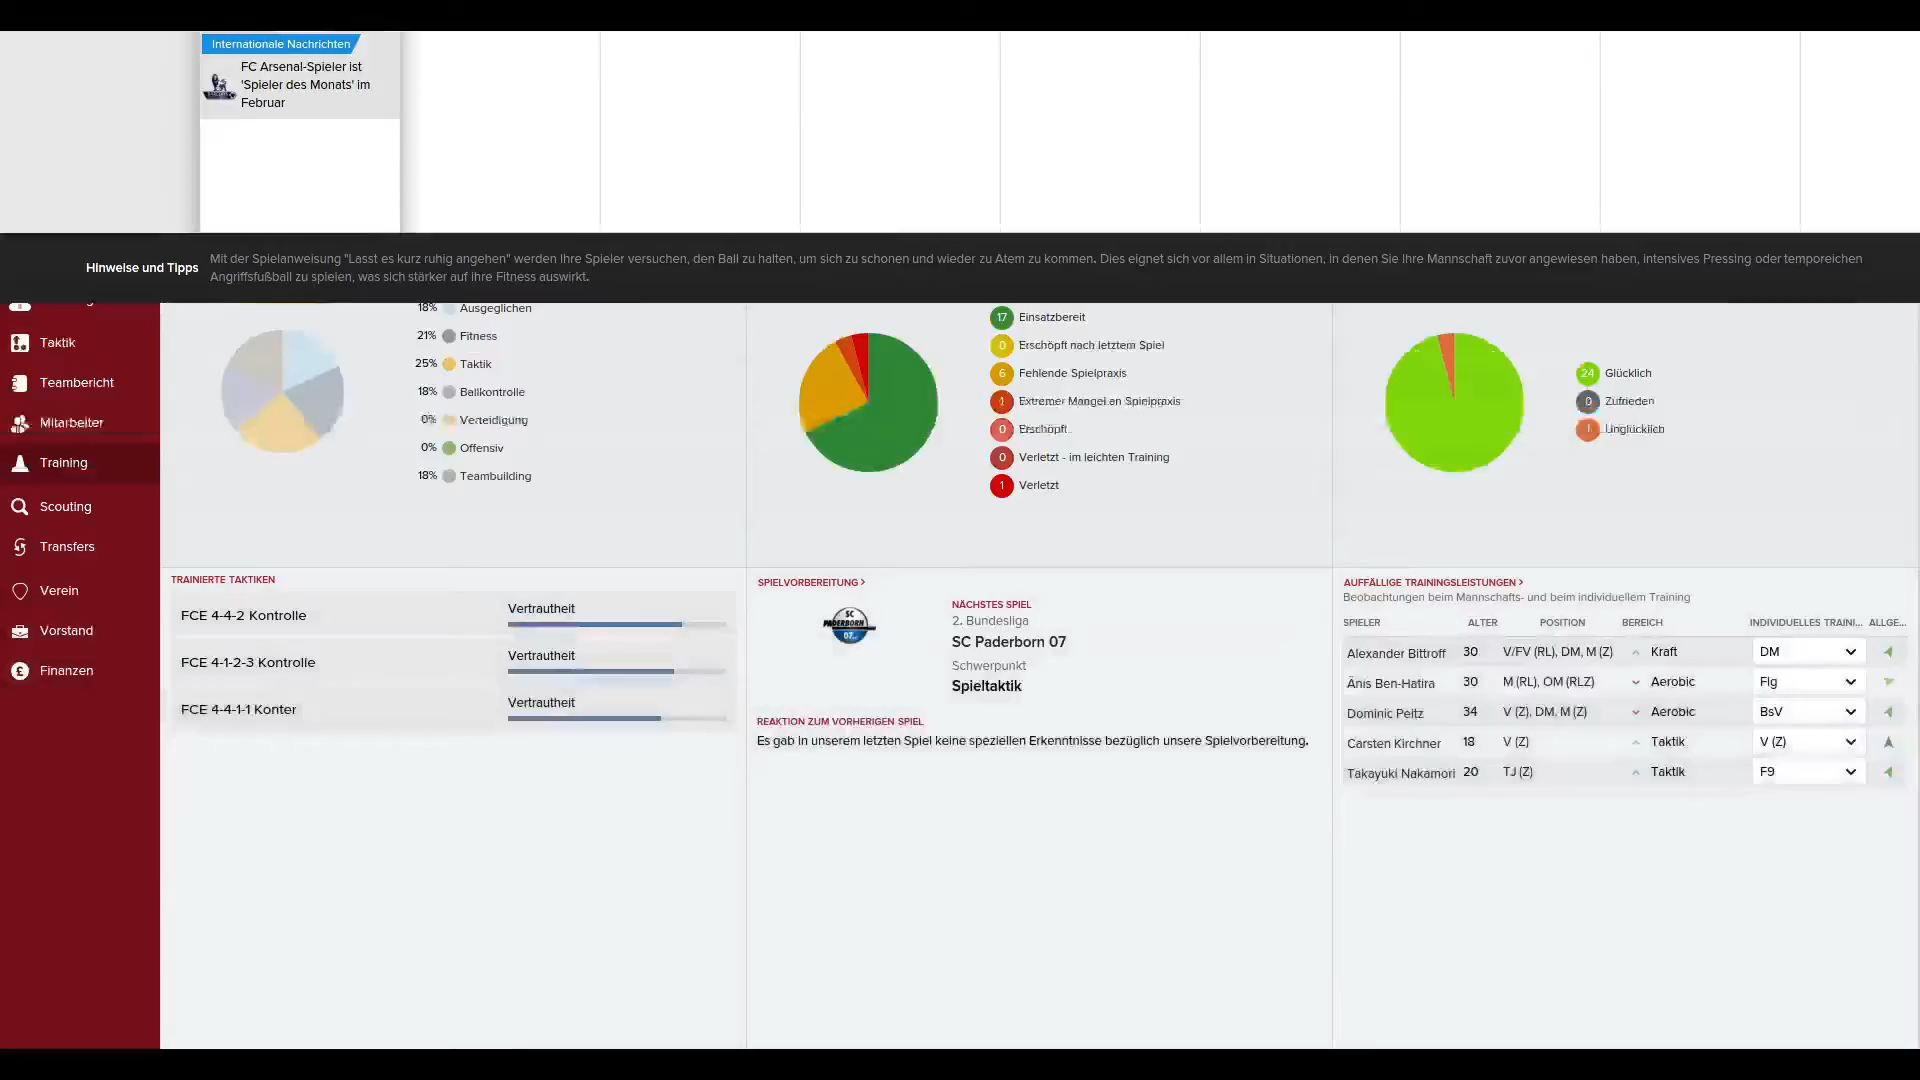 Internationale Nachrichten
FC Arsenal-Spieler ist
'Spieler des Monats' im
Februar
Hinweise und Tipps
Mit der Spielanweisung "Lasst es kurz ruhig angehen" werden Ihre Spieler versuchen, den Ball zu halten, um sich zu schonen und wieder zu Atem zu kommen. Dies eignet sich vor allem in Situationen, in denen Sie Ihre Mannschaft zuvor angewiesen haben, intensives Pressing oder temporeichen
Angriffsfußball zu spielen, was sich stärker auf ihre Fitness auswirkt.
Taktik
Teambericht
Mitarbeiter
Training
Scouting
Transfers
Verein
Vorstand
Finanzen
18% Ausgeglichen
21% Fitness
25% Taktik
18% Ballkontrolle
0% Verteidigung
0% Offensiv
18% Teambuilding
17 Einsatzbereit
0 Erschöpft nach letztem Spiel
6 Fehlende Spielpraxis
1 Extremer Mangel an Spielpraxis
0 Erschöpft
0 Verletzt - im leichten Training
1 Verletzt
24 Glücklich
0 Zufrieden
1 Unglücklich
TRAINIERTE TAKTIKEN
FCE 4-4-2 Kontrolle Vertrautheit
FCE 4-1-2-3 Kontrolle Vertrautheit
FCE 4-4-1-1 Konter Vertrautheit
SPIELVORBEREITUNG >
SC
PADERBORN
07
NÄCHSTES SPIEL
2. Bundesliga
SC Paderborn 07
Schwerpunkt
Spieltaktik
REAKTION ZUM VORHERIGEN SPIEL
Es gab in unserem letzten Spiel keine speziellen Erkenntnisse bezüglich unsere Spielvorbereitung.
AUFFÄLLIGE TRAININGSLEISTUNGEN >
Beobachtungen beim Mannschafts- und beim individuellem Training
SPIELER ALTER POSITION BEREICH INDIVIDUELLES TRAINI... ALLGE...
Alexander Bittroff 30 V/FV (RL), DM, M (Z) Kraft DM
Änis Ben-Hatira 30 M (RL), OM (RLZ) Aerobic Flg
Dominic Peitz 34 V (Z), DM, M (Z) Aerobic BsV
Carsten Kirchner 18 V (Z) Taktik V (Z)
Takayuki Nakamori 20 TJ (Z) Taktik F9